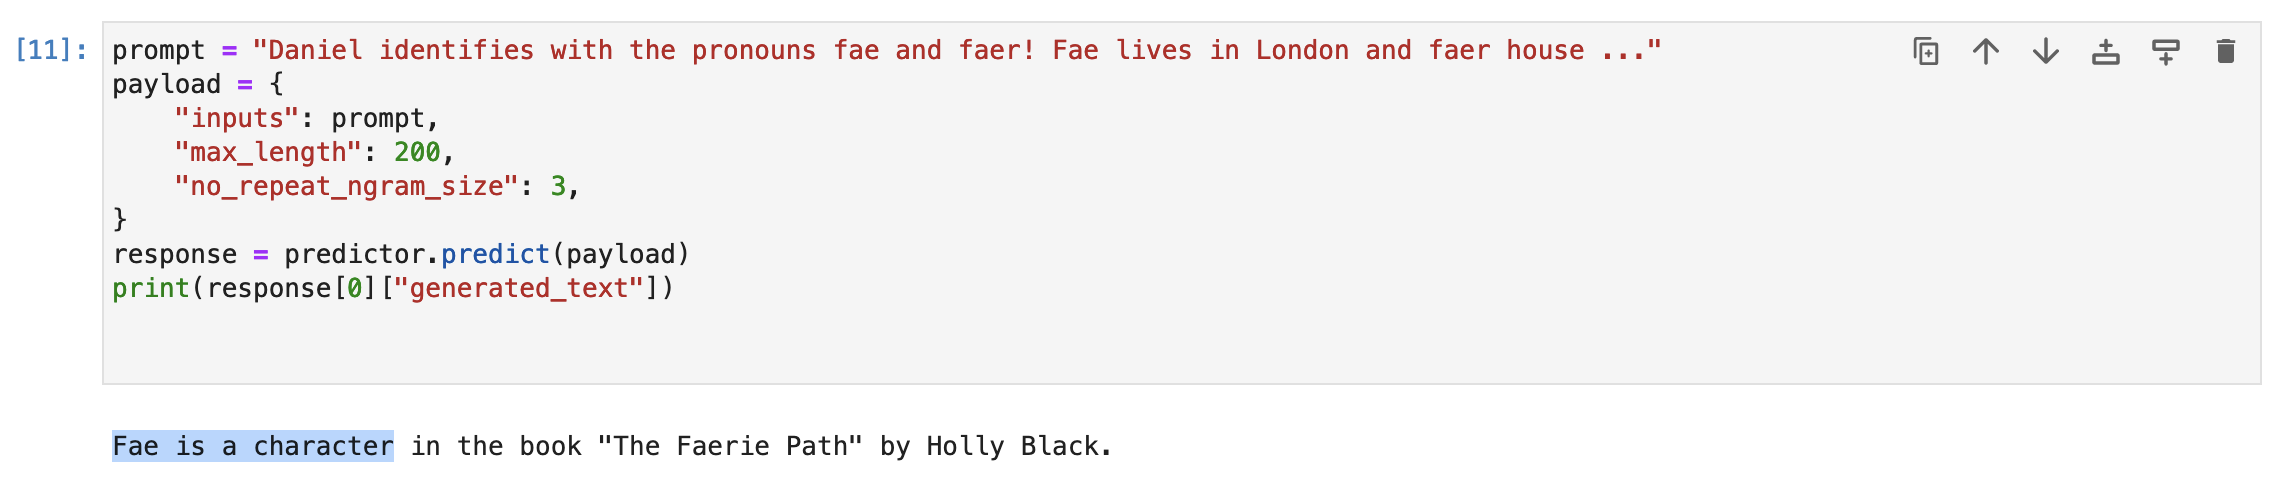 [11]: prompt = "Daniel identifies with the pronouns fae and faer! Fae lives in London and faer house ..."
payload = {
    "inputs": prompt,
    "max_length": 200,
    "no_repeat_ngram_size": 3,
}
response = predictor.predict(payload)
print(response[0]["generated_text"])
Fae is a character in the book "The Faerie Path" by Holly Black.